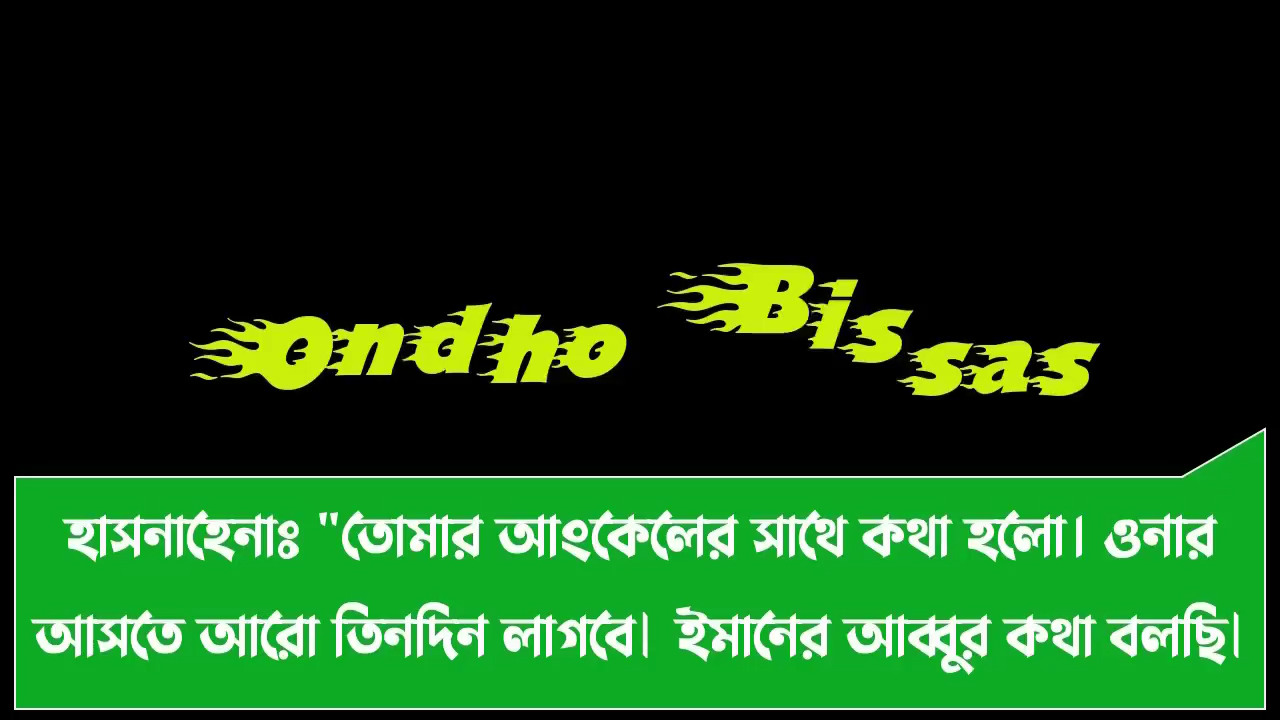 Ondho Bissas
হাসনাহেনাঃ "তোমার আংকেলের সাথে কথা হলো। ওনার
আসতে আরো তিনদিন লাগবে। ইমানের আব্বুর কথা বলছি।